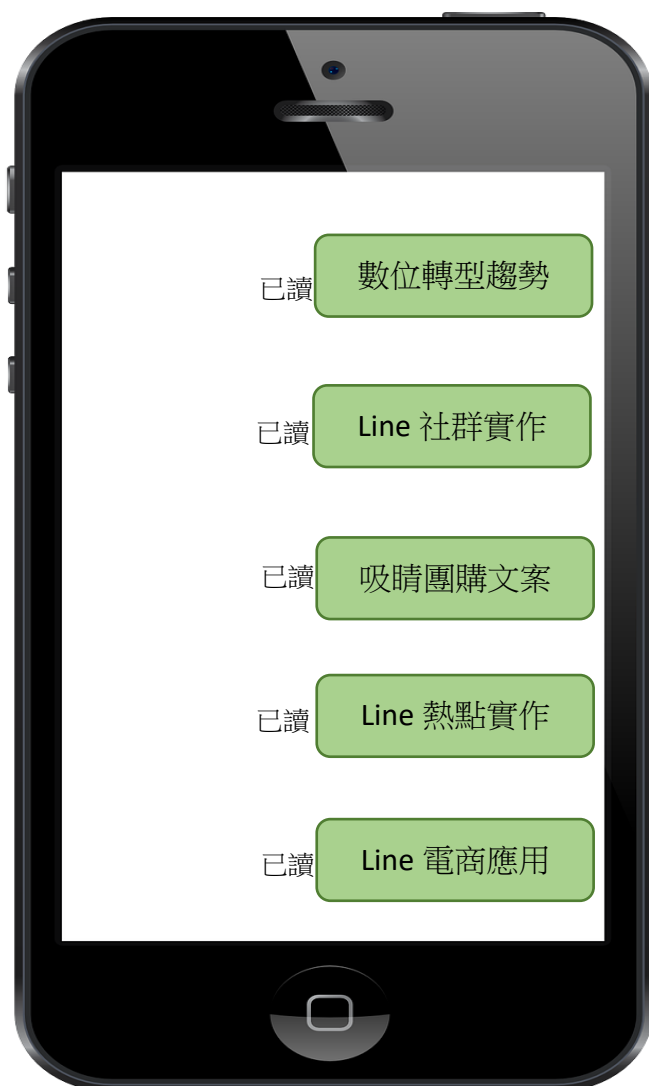 數位轉型趨勢
已讀
Line 社群實作
已讀
吸睛團購文案
已讀
Line 熱點實作
已讀
Line 電商應用
已讀